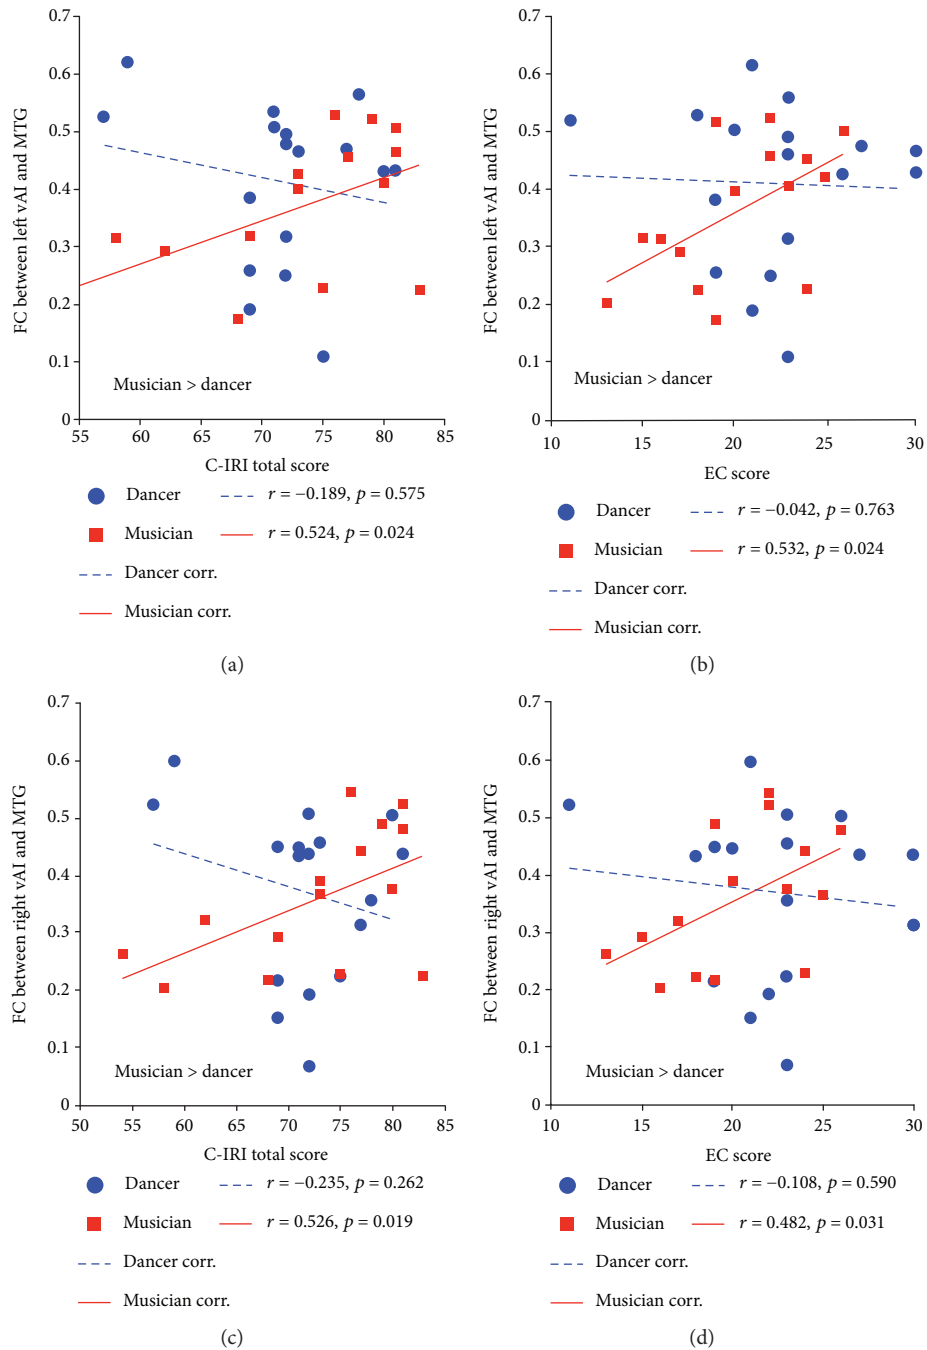 0.7
0.6
0.5
0.4
0.3
0.2
0.1
0
FC between left vAI and MTG
Musician > dancer
55 60 65 70 75 80 85
C-IRI total score
Dancer r = −0.189, p = 0.575
Musician r = 0.524, p = 0.024
Dancer corr.
Musician corr.
(a)
0.7
0.6
0.5
0.4
0.3
0.2
0.1
0
FC between left vAI and MTG
Musician > dancer
10 15 20 25 30
EC score
Dancer r = −0.042, p = 0.763
Musician r = 0.532, p = 0.024
Dancer corr.
Musician corr.
(b)
0.7
0.6
0.5
0.4
0.3
0.2
0.1
0
FC between right vAI and MTG
Musician > dancer
50 55 60 65 70 75 80 85
C-IRI total score
Dancer r = −0.235, p = 0.262
Musician r = 0.526, p = 0.019
Dancer corr.
Musician corr.
(c)
0.7
0.6
0.5
0.4
0.3
0.2
0.1
0
FC between right vAI and MTG
Musician > dancer
10 15 20 25 30
EC score
Dancer r = −0.108, p = 0.590
Musician r = 0.482, p = 0.031
Dancer corr.
Musician corr.
(d)